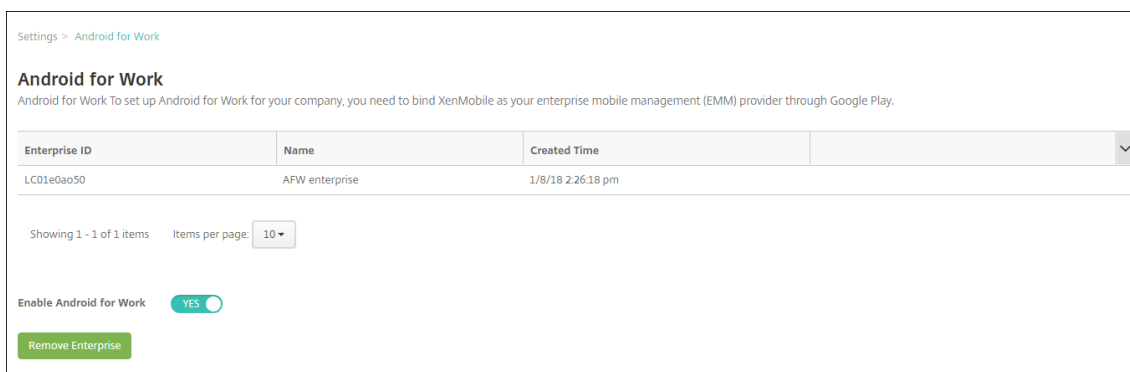 Settings > Android for Work
Android for Work
Android for Work To set up Android for Work for your company, you need to bind XenMobile as your enterprise mobile management (EMM) provider through Google Play.
Enterprise ID Name Created Time
LC01e0ao50 AFW enterprise 1/8/18 2:26:18 pm
Showing 1 - 1 of 1 items Items per page: 10
Enable Android for Work YES
Remove Enterprise